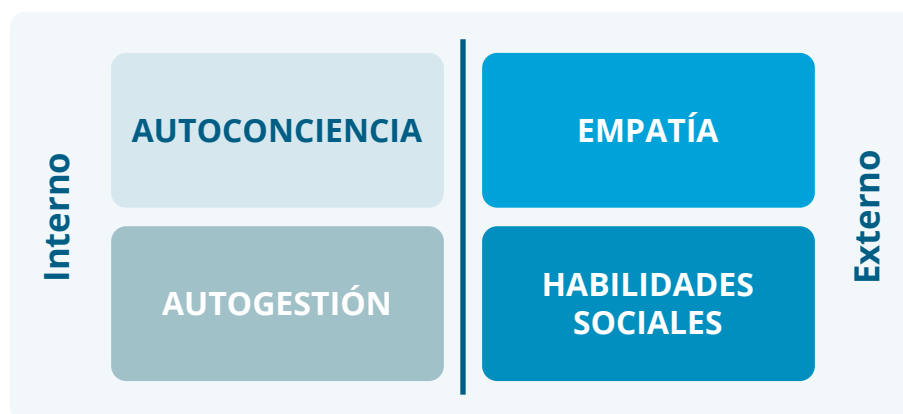 Interno
AUTOCONCIENCIA
AUTOGESTIÓN
EMPATÍA
HABILIDADES
SOCIALES
Externo